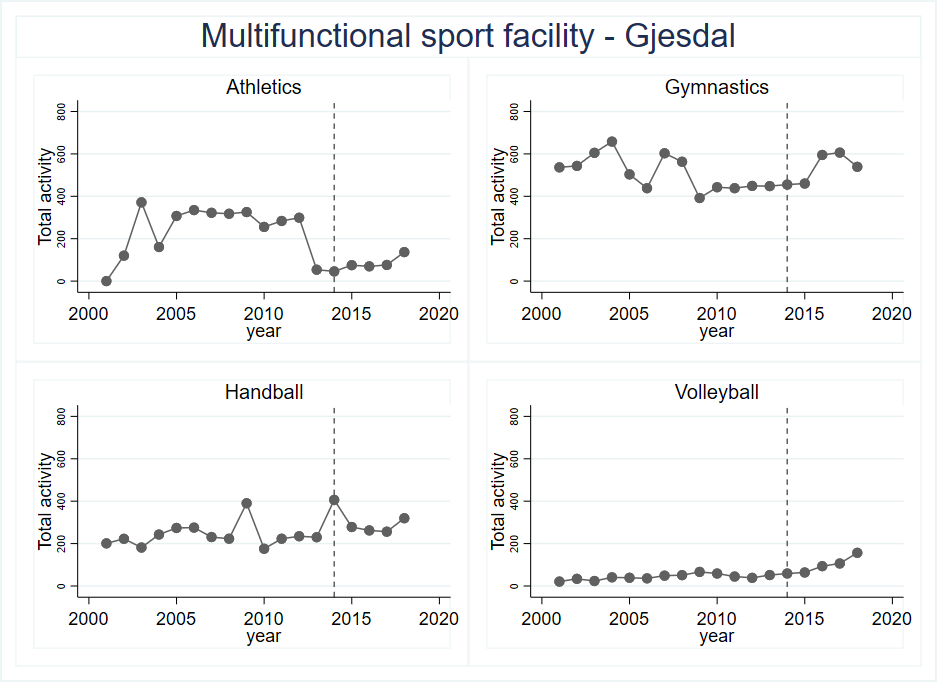 Multifunctional sport facility - Gjesdal
Athletics
Total activity
800
600
400
200
0
2000 2005 2010 2015 2020
year
Gymnastics
Total activity
800
600
400
200
0
2000 2005 2010 2015 2020
year
Handball
Total activity
800
600
400
200
0
2000 2005 2010 2015 2020
year
Volleyball
Total activity
800
600
400
200
0
2000 2005 2010 2015 2020
year